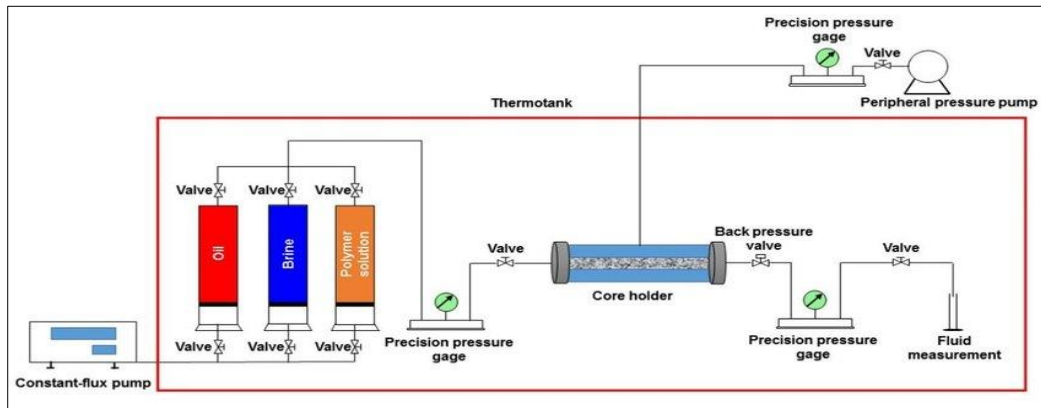 Precision pressure
gage
Valve
Peripheral pressure pump
Thermotank
Valve
Valve
Valve
Oil
Brine
Polymer
solution
Valve
Valve
Valve
Constant-flux pump
Precision pressure
gage
Valve
Core holder
Back pressure
valve
Precision pressure
gage
Valve
Fluid
measurement